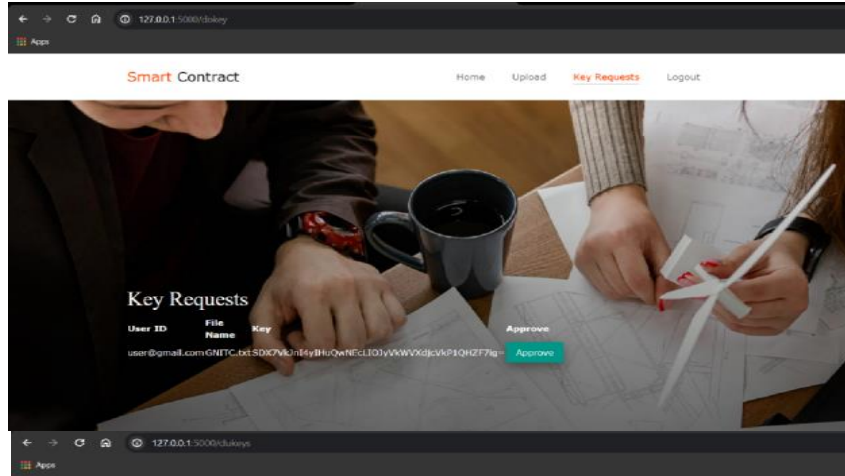 127.0.0.1:5000/dokey
Apps
Smart Contract
Home Upload Key Requests Logout
Key Requests
User ID File Name Key Approve
user@gmail.com GNITC.txt Approve
127.0.0.1:5000/dukeys
Apps